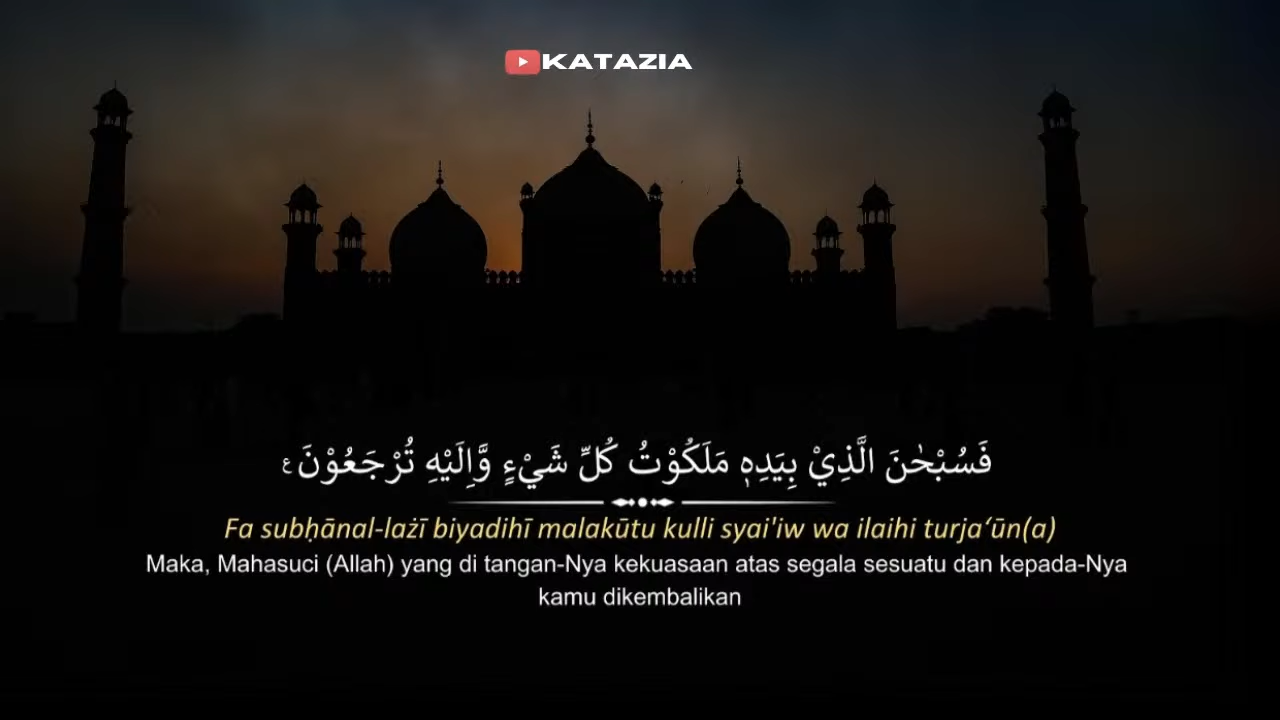 KATAZIA
فَسُبْحٰنَ الَّذِيْ بِيَدِهٖ مَلَكُوْتُ كُلِّ شَيْءٍ وَّاِلَيْهِ تُرْجَعُوْنَ ࣖ
Fa subḥānal-lażī biyadihī malakūtu kulli syai'iw wa ilaihi turja‘ūn(a)
Maka, Mahasuci (Allah) yang di tangan-Nya kekuasaan atas segala sesuatu dan kepada-Nya
kamu dikembalikan